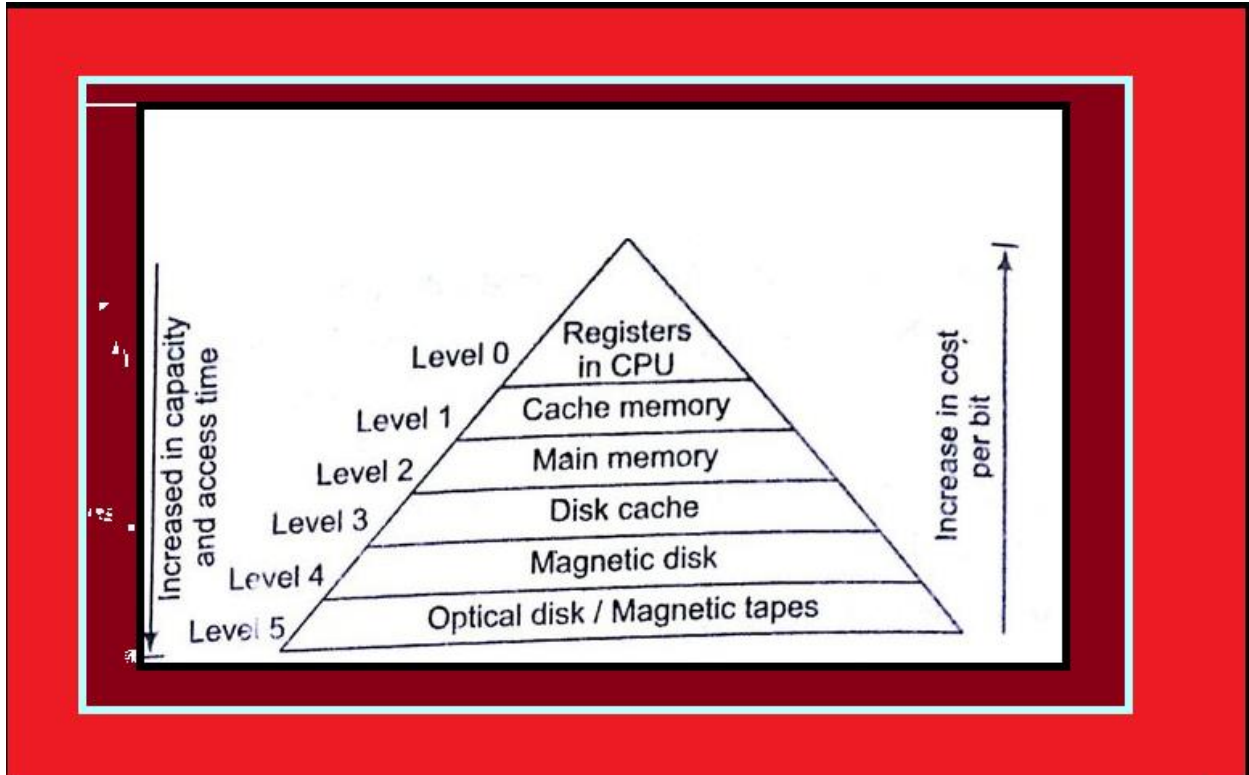 Level 0
Registers
in CPU
Level 1
Cache memory
Level 2
Main memory
Level 3
Disk cache
Level 4
Magnetic disk
Level 5
Optical disk / Magnetic tapes
Increased in capacity
and access time
Increase in cost
per bit